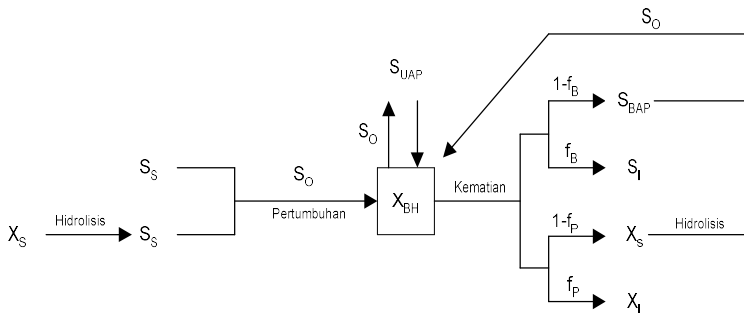 S_O
S_UAP
1-f_B
S_BAP
S_O
S_S
f_B
S_I
S_O
Kematian
X_BH
Pertumbuhan
Hidrolisis
1-f_P
X_S
S_S
X_s
Hidrolisis
f_P
X_I